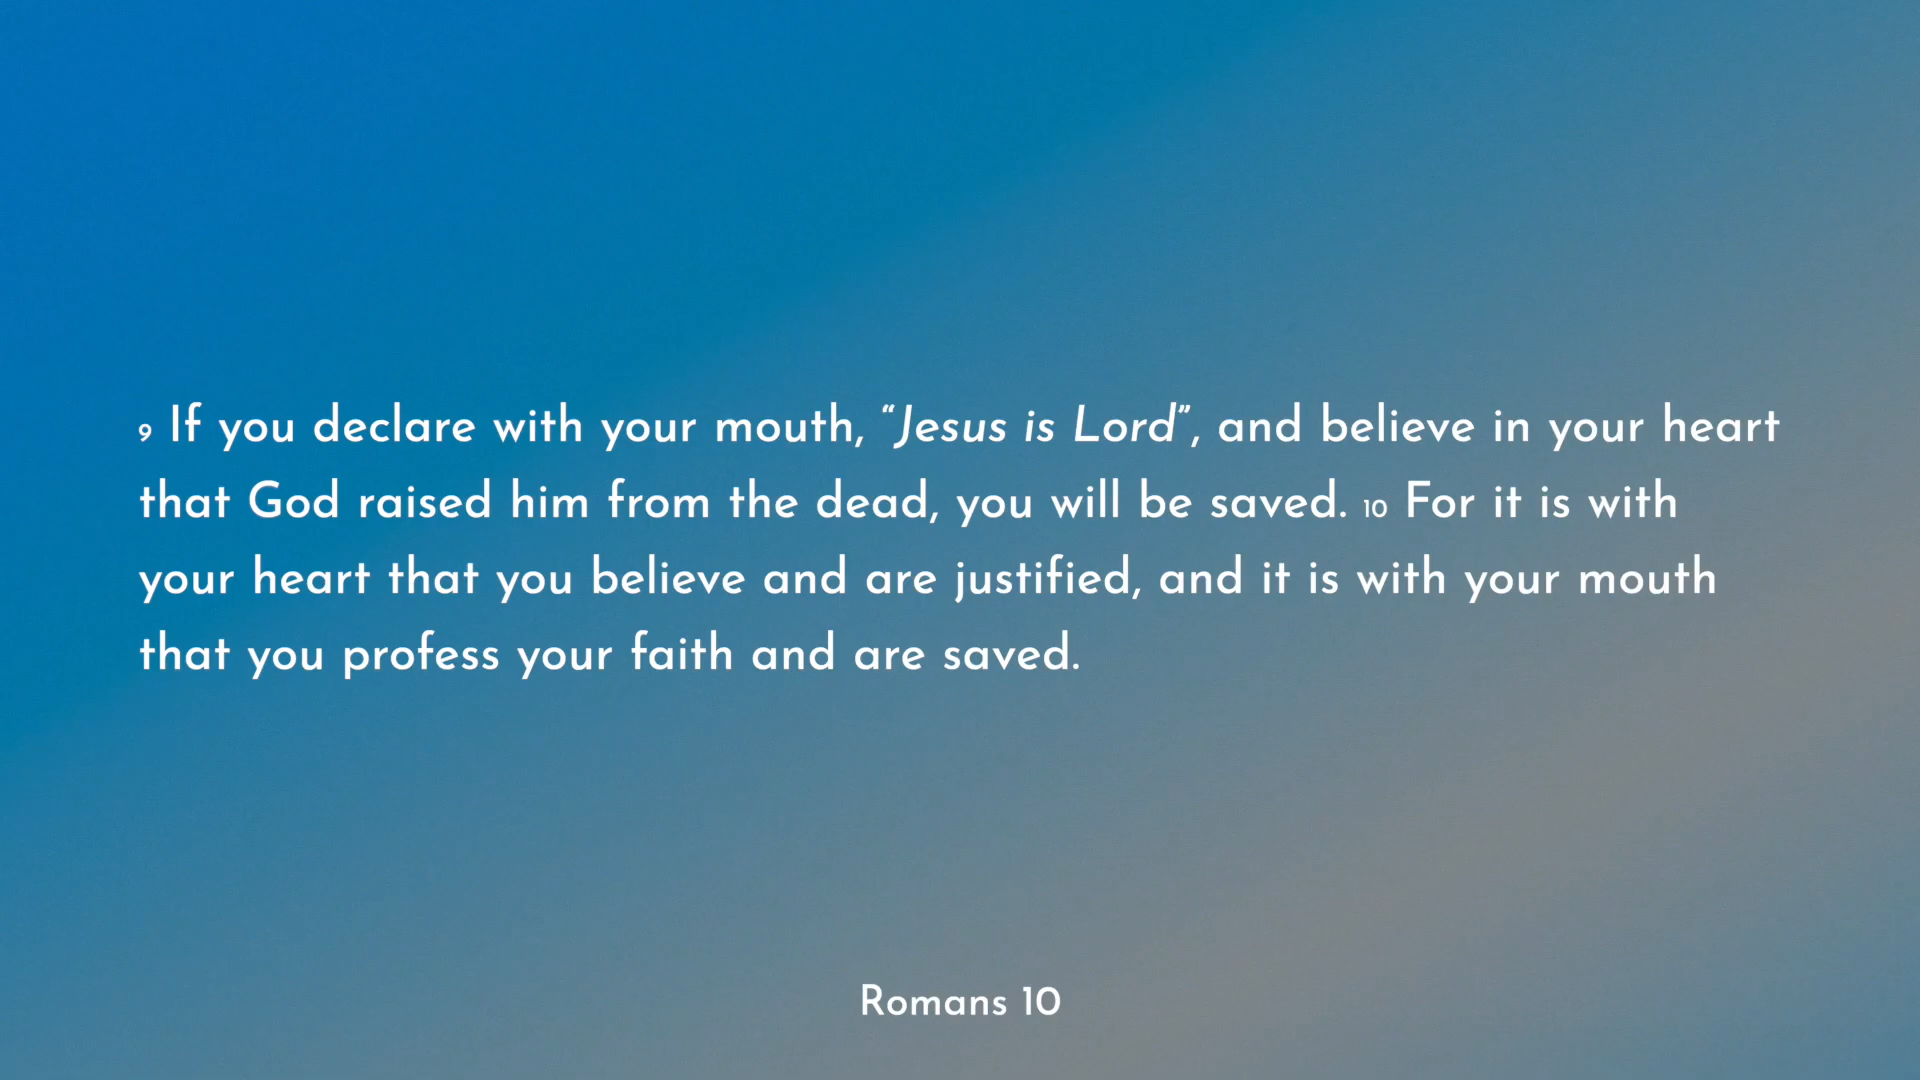 9 If you declare with your mouth, “Jesus is Lord”, and believe in your heart
that God raised him from the dead, you will be saved. 10 For it is with
your heart that you believe and are justified, and it is with your mouth
that you profess your faith and are saved.
Romans 10